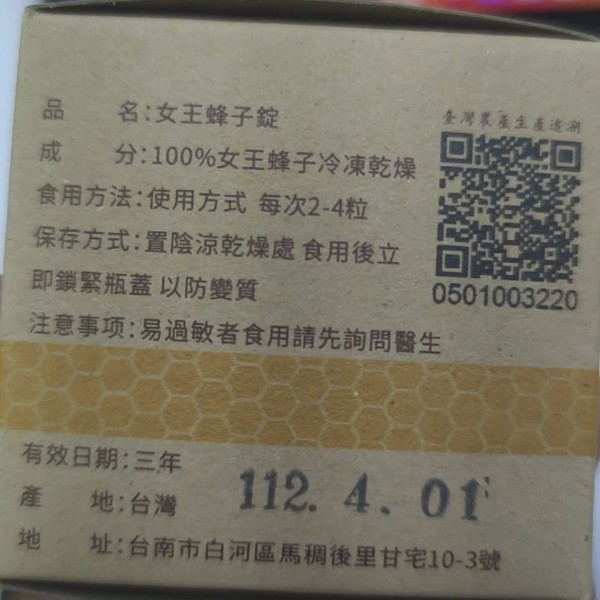 品 名:女王蜂子錠
臺灣農產生產追溯
成 分:100%女王蜂子冷凍乾燥
食用方法:使用方式 每次2-4粒
保存方式:置陰涼乾燥處 食用後立
即鎖緊瓶蓋 以防變質
0501003220
注意事項:易過敏者食用請先詢問醫生
有效日期:三年
112. 4. 01
產 地:台灣
地 址:台南市白河區馬稠後里甘宅10-3號